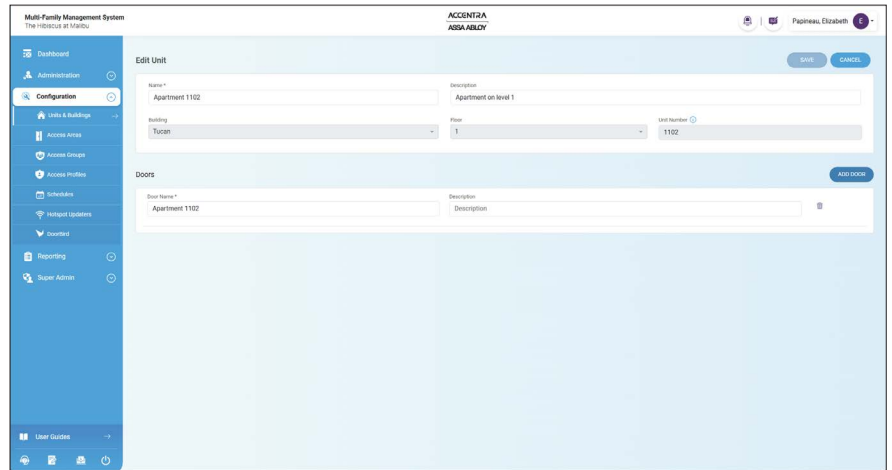 Multi-Family Management System
The Hibiscus at Malibu
ACCENTRA
ASSA ABLOY
Papineau, Elizabeth E
Dashboard
Administration
Configuration
Units & Buildings
Access Areas
Access Groups
Access Profiles
Schedules
Hotspot Updaters
DoorBird
Reporting
Super Admin
User Guides
Edit Unit
SAVE CANCEL
Name * Description
Apartment 1102 Apartment on level 1
Building Floor Unit Number
Tucan 1 1102
Doors ADD DOOR
Door Name * Description
Apartment 1102 Description